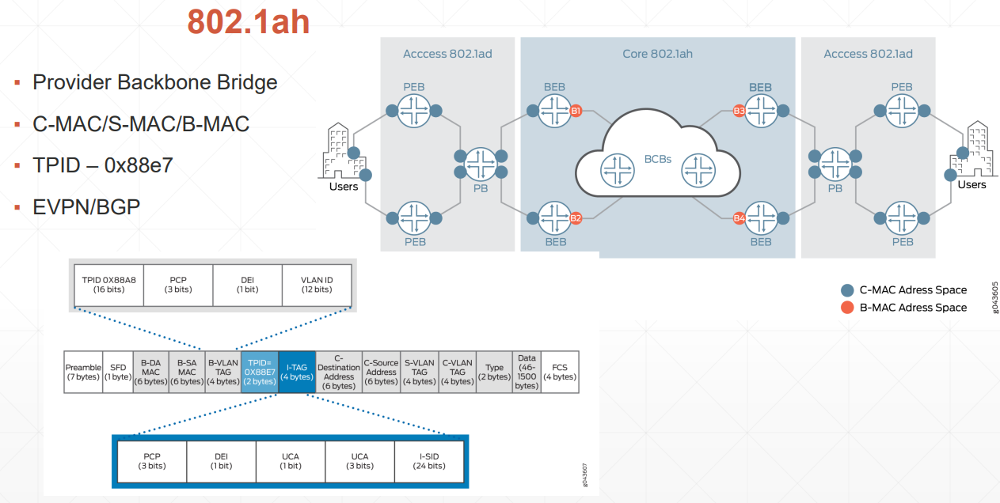 802.1ah
▪ Provider Backbone Bridge
▪ C-MAC/S-MAC/B-MAC
▪ TPID – 0x88e7
▪ EVPN/BGP
Acccess 802.1ad
Core 802.1ah
Acccess 802.1ad
PEB
BEB
BEB
PEB
B1
B3
BCBs
Users
PB
PB
Users
B2
B4
PEB
BEB
BEB
PEB
C-MAC Adress Space
B-MAC Adress Space
g043605
TPID 0X88A8
(16 bits)
PCP
(3 bits)
DEI
(1 bit)
VLAN ID
(12 bits)
Preamble
(7 bytes)
SFD
(1 byte)
B-DA
MAC
(6 bytes)
B-SA
MAC
(6 bytes)
B-VLAN
TAG
(4 bytes)
TPID=
0X88E7
(2 bytes)
I-TAG
(4 bytes)
C-
Destination
Address
(6 bytes)
C-Source
Address
(6 bytes)
S-VLAN
TAG
(4 bytes)
C-VLAN
TAG
(4 bytes)
Type
(2 bytes)
Data
(46-
1500
bytes)
FCS
(4 bytes)
PCP
(3 bits)
DEI
(1 bit)
UCA
(1 bit)
UCA
(3 bits)
I-SID
(24 bits)
g043607